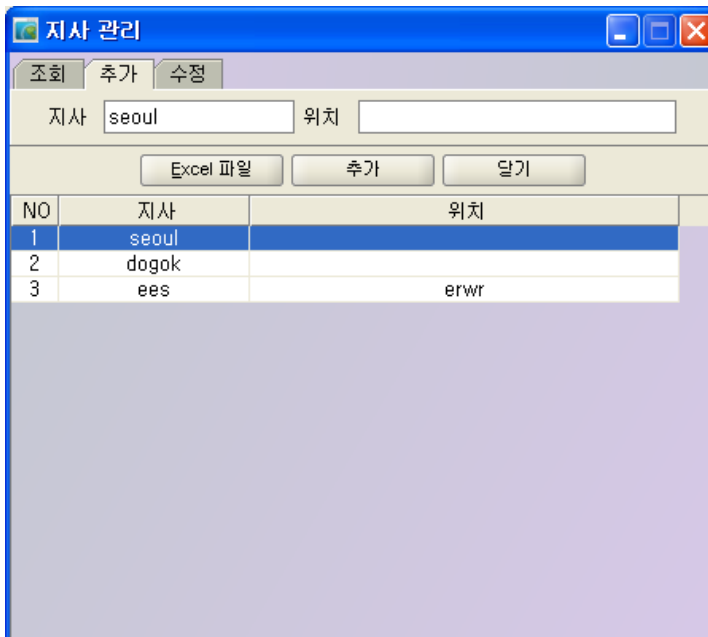 지사 관리
조회 추가 수정
지사 seoul 위치
Excel 파일 추가 닫기
NO 지사 위치
1 seoul
2 dogok
3 ees erwr